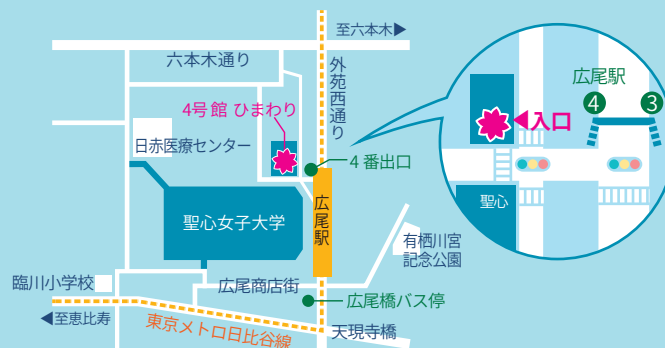 至六本木▶
六本木通り
外苑西通り
4号館 ひまわり
日赤医療センター
4番出口
聖心女子大学
広尾駅
有栖川宮
記念公園
臨川小学校
広尾商店街
広尾橋バス停
◀至恵比寿
東京メトロ日比谷線
天現寺橋
広尾駅
4
3
◀入口
聖心